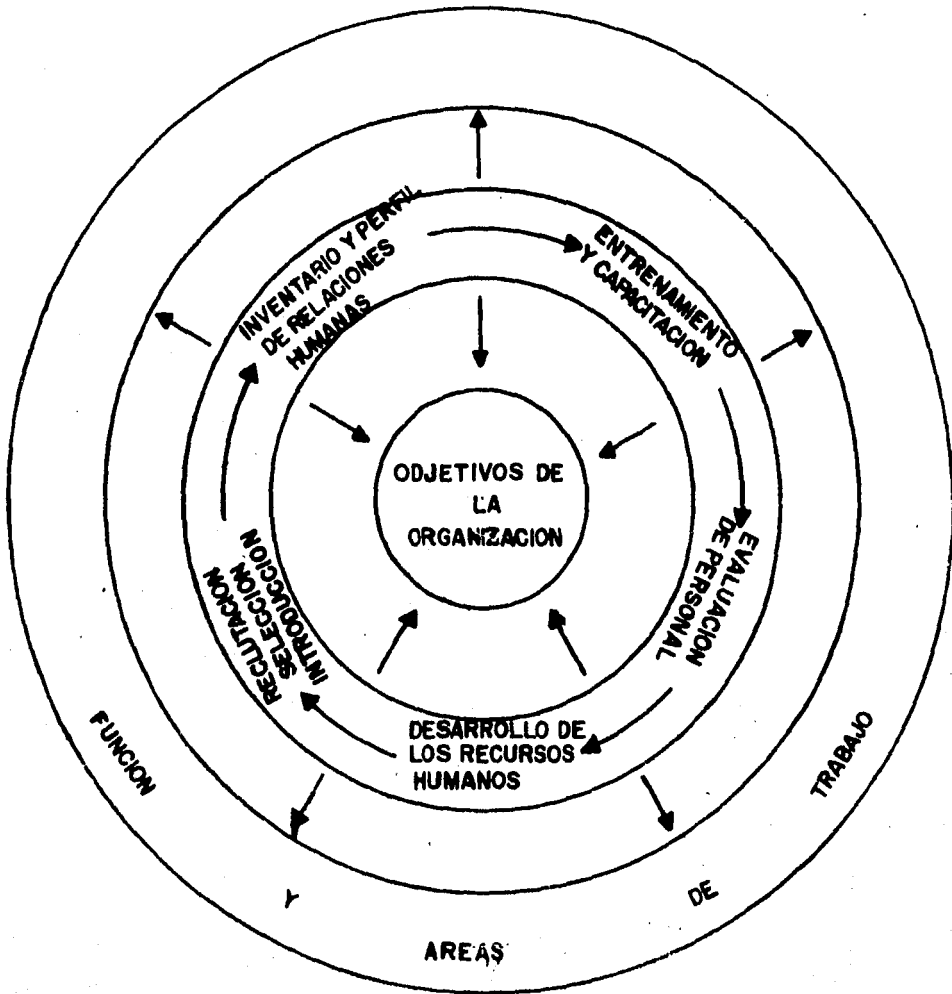 INVENTARIO Y PERFIL
DE RELACIONES
HUMANAS
ENTRENAMIENTO
Y CAPACITACION
EVALUACION
DE PERSONAL
DESARROLLO DE
LOS RECURSOS
HUMANOS
RECLUTACION
SELECCION
INTRODUCCION
ODJETIVOS DE
LA
ORGANIZACION
FUNCION Y AREAS DE TRABAJO